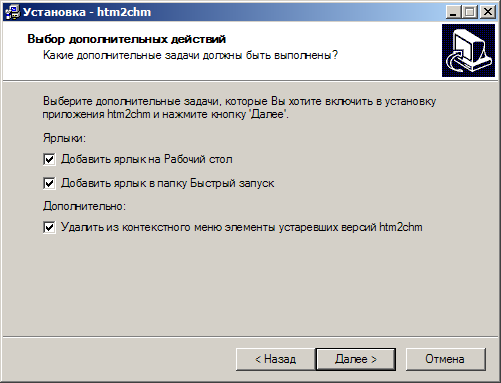 Установка - htm2chm
Выбор дополнительных действий
Какие дополнительные задачи должны быть выполнены?
Выберите дополнительные задачи, которые Вы хотите включить в установку
приложения htm2chm и нажмите кнопку 'Далее'.
Ярлыки:
Добавить ярлык на Рабочий стол
Добавить ярлык в папку Быстрый запуск
Дополнительно:
Удалить из контекстного меню элементы устаревших версий htm2chm
< Назад Далее > Отмена